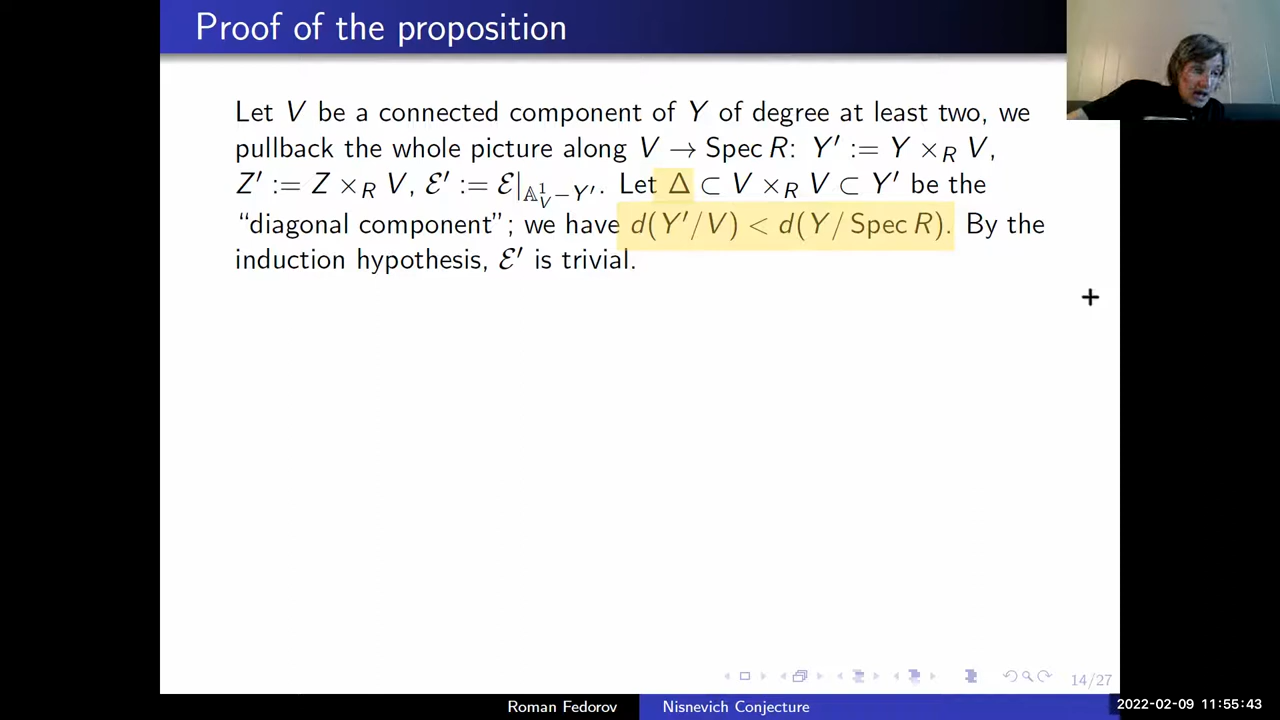 Proof of the proposition
Let V be a connected component of Y of degree at least two, we
pullback the whole picture along V → Spec R: Y′ := Y ×_R V,
Z′ := Z ×_R V, ℰ′ := ℰ|_{𝔸^1_V−Y′}. Let Δ ⊂ V ×_R V ⊂ Y′ be the
“diagonal component”; we have d(Y′/V) < d(Y/ Spec R). By the
induction hypothesis, ℰ′ is trivial.
14/27
Roman Fedorov
Nisnevich Conjecture
2022-02-09 11:55:43